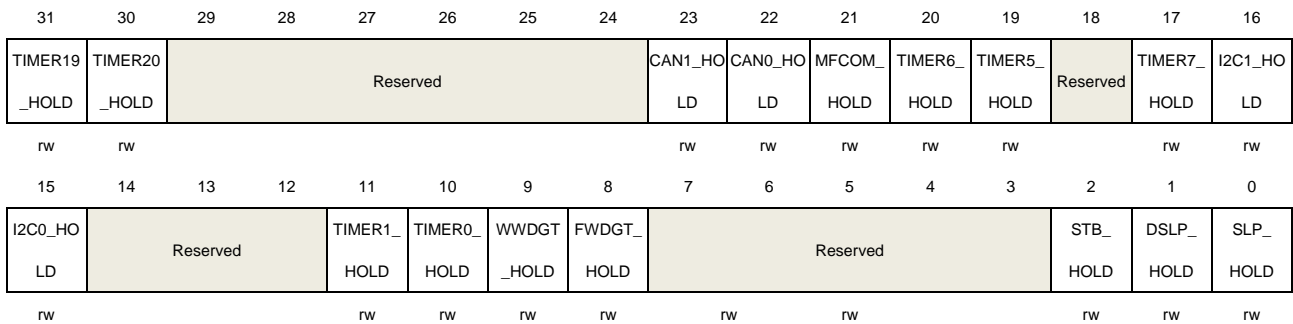 31 30 29 28 27 26 25 24 23 22 21 20 19 18 17 16
TIMER19 TIMER20 Reserved CAN1_HO CAN0_HO MFCOM_ TIMER6_ TIMER5_ Reserved TIMER7_ I2C1_HO
_HOLD _HOLD LD LD HOLD HOLD HOLD HOLD LD
rw rw rw rw rw rw rw rw rw
15 14 13 12 11 10 9 8 7 6 5 4 3 2 1 0
I2C0_HO Reserved TIMER1_ TIMER0_ WWDGT FWDGT_ Reserved STB_ DSLP_ SLP_
LD HOLD HOLD _HOLD HOLD HOLD HOLD HOLD
rw rw rw rw rw rw rw rw rw rw